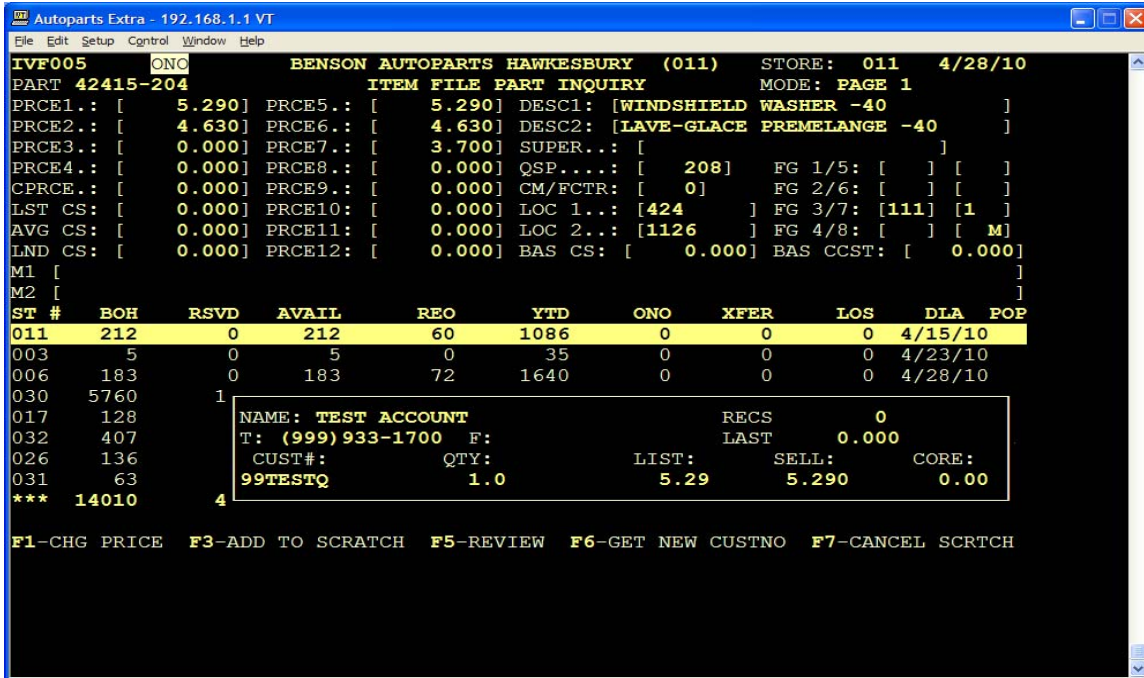 Autoparts Extra - 192.168.1.1 VT
File Edit Setup Control Window Help
IVF005 ONO BENSON AUTOPARTS HAWKESBURY (011) STORE: 011 4/28/10
PART 42415-204 ITEM FILE PART INQUIRY MODE: PAGE 1
PRCE1.: [ 5.290] PRCE5.: [ 5.290] DESC1: [WINDSHIELD WASHER -40 ]
PRCE2.: [ 4.630] PRCE6.: [ 4.630] DESC2: [LAVE-GLACE PREMELANGE -40 ]
PRCE3.: [ 0.000] PRCE7.: [ 3.700] SUPER..: [ ]
PRCE4.: [ 0.000] PRCE8.: [ 0.000] QSP....: [ 208] FG 1/5: [ ] [ ]
CPRCE.: [ 0.000] PRCE9.: [ 0.000] CM/FCTR: [ 0] FG 2/6: [ ] [ ]
LST CS: [ 0.000] PRCE10: [ 0.000] LOC 1..: [424 ] FG 3/7: [111] [1 ]
AVG CS: [ 0.000] PRCE11: [ 0.000] LOC 2..: [1126 ] FG 4/8: [ ] [ M]
LND CS: [ 0.000] PRCE12: [ 0.000] BAS CS: [ 0.000] BAS CCST: [ 0.000]
M1 [ ]
M2 [ ]
ST # BOH RSVD AVAIL REO YTD ONO XFER LOS DLA POP
011 212 0 212 60 1086 0 0 0 4/15/10
003 5 0 5 0 35 0 0 0 4/23/10
006 183 0 183 72 1640 0 0 0 4/28/10
030 5760 1
017 128 NAME: TEST ACCOUNT RECS 0
032 407 T: (999)933-1700 F: LAST 0.000
026 136 CUST#: QTY: LIST: SELL: CORE:
031 63 99TESTQ 1.0 5.29 5.290 0.00
*** 14010 4
F1-CHG PRICE F3-ADD TO SCRATCH F5-REVIEW F6-GET NEW CUSTNO F7-CANCEL SCRTCH